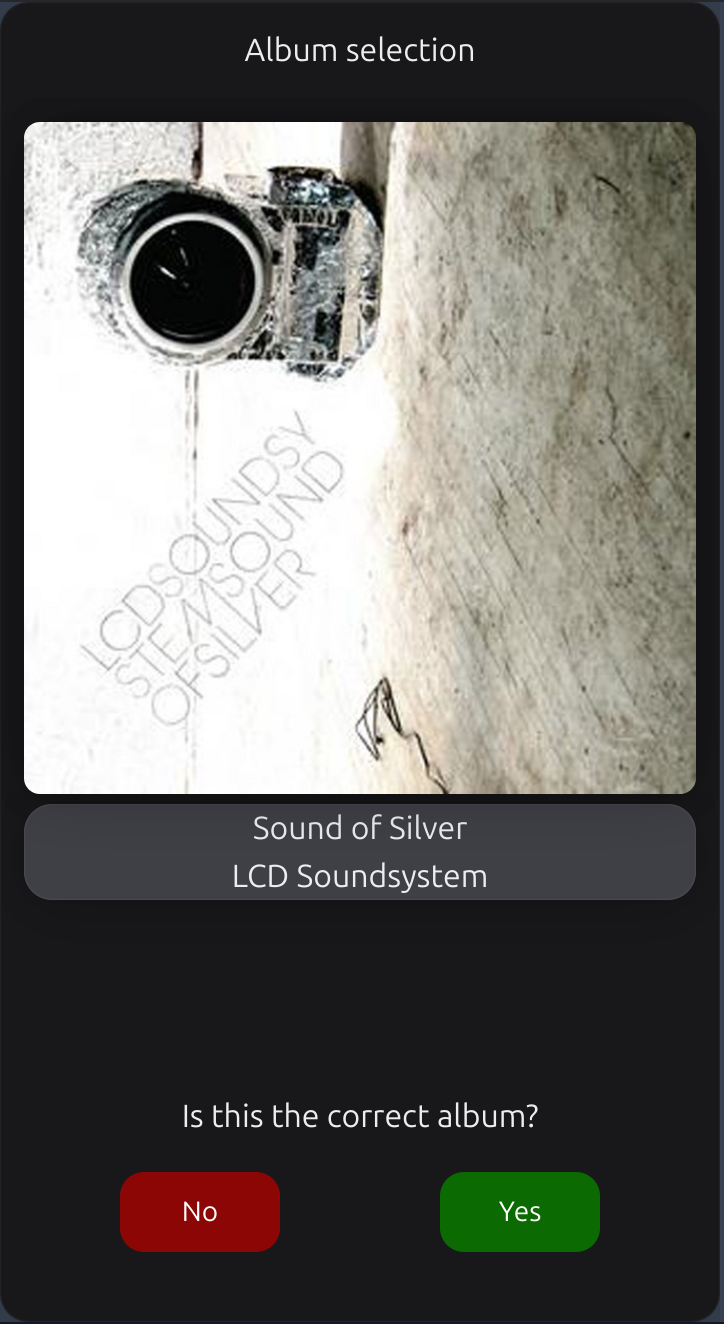 Album selection
LCDSOUNDSY
STEMSOUND
OFSILVER
Sound of Silver
LCD Soundsystem
Is this the correct album?
No
Yes